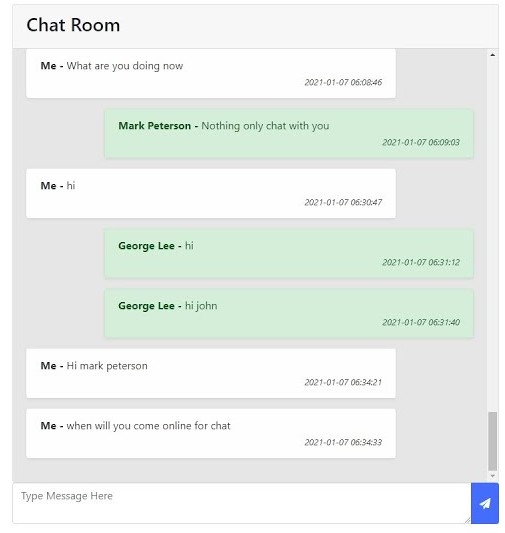 Chat Room
Me - What are you doing now
2021-01-07 06:08:46
Mark Peterson - Nothing only chat with you
2021-01-07 06:09:03
Me - hi
2021-01-07 06:30:47
George Lee - hi
2021-01-07 06:31:12
George Lee - hi john
2021-01-07 06:31:40
Me - Hi mark peterson
2021-01-07 06:34:21
Me - when will you come online for chat
2021-01-07 06:34:33
Type Message Here